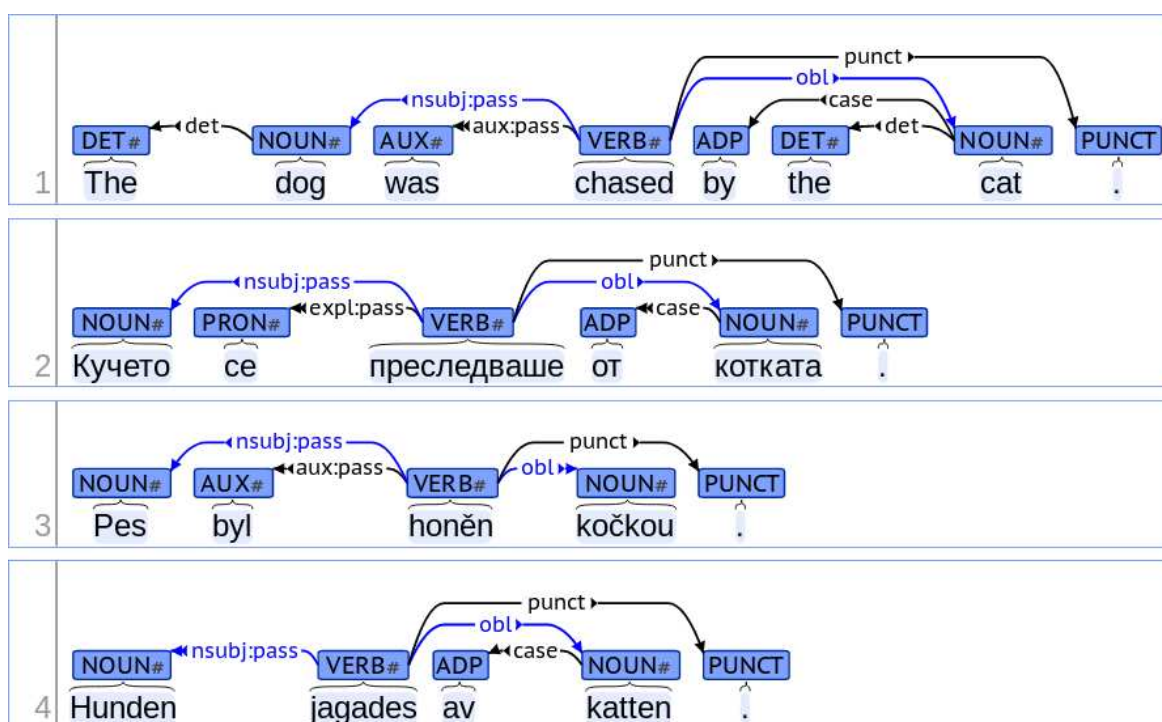 punct
obl
nsubj:pass case
det aux:pass det
DET# NOUN# AUX# VERB# ADP DET# NOUN# PUNCT
1 The dog was chased by the cat .
punct
nsubj:pass obl
expl:pass case
NOUN# PRON# VERB# ADP NOUN# PUNCT
2 Кучето се преследваше от котката .
nsubj:pass punct
aux:pass obl
NOUN# AUX# VERB# NOUN# PUNCT
3 Pes byl honěn kočkou .
punct
obl
nsubj:pass case
NOUN# VERB# ADP NOUN# PUNCT
4 Hunden jagades av katten .